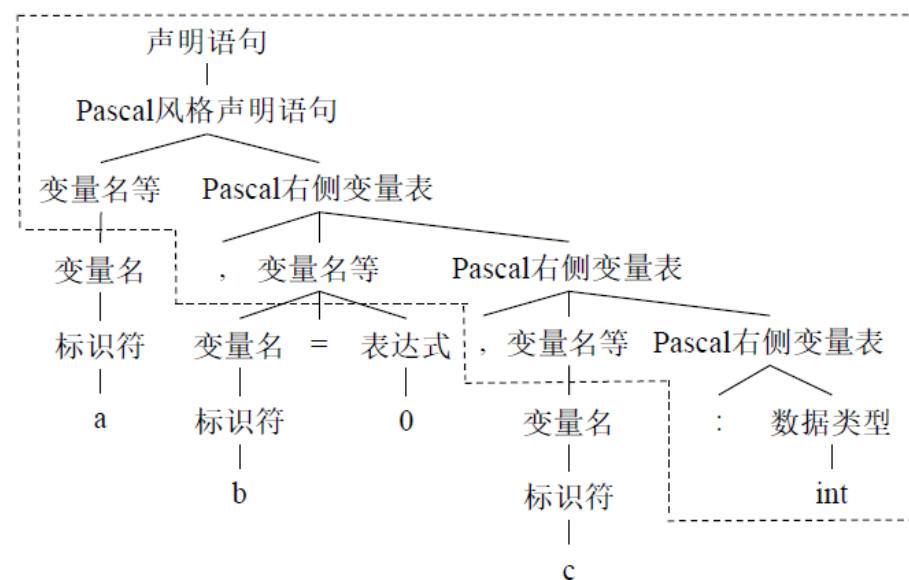 声明语句
Pascal风格声明语句
变量名等 Pascal右侧变量表
变量名 , 变量名等 Pascal右侧变量表
标识符 变量名 = 表达式 , 变量名等 Pascal右侧变量表
a 标识符 0 变量名 : 数据类型
b 标识符 int
c